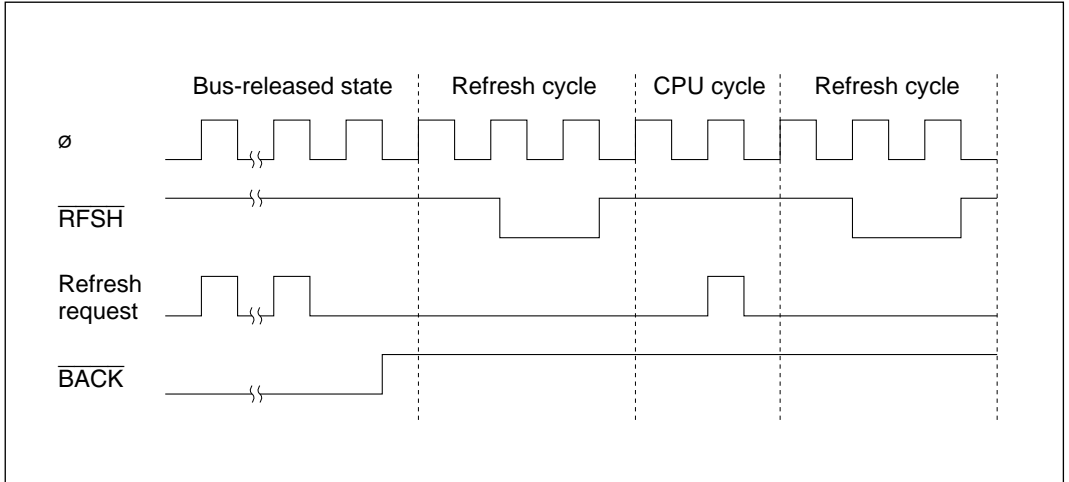 Bus-released state Refresh cycle CPU cycle Refresh cycle
ø
RFSH
Refresh
request
BACK